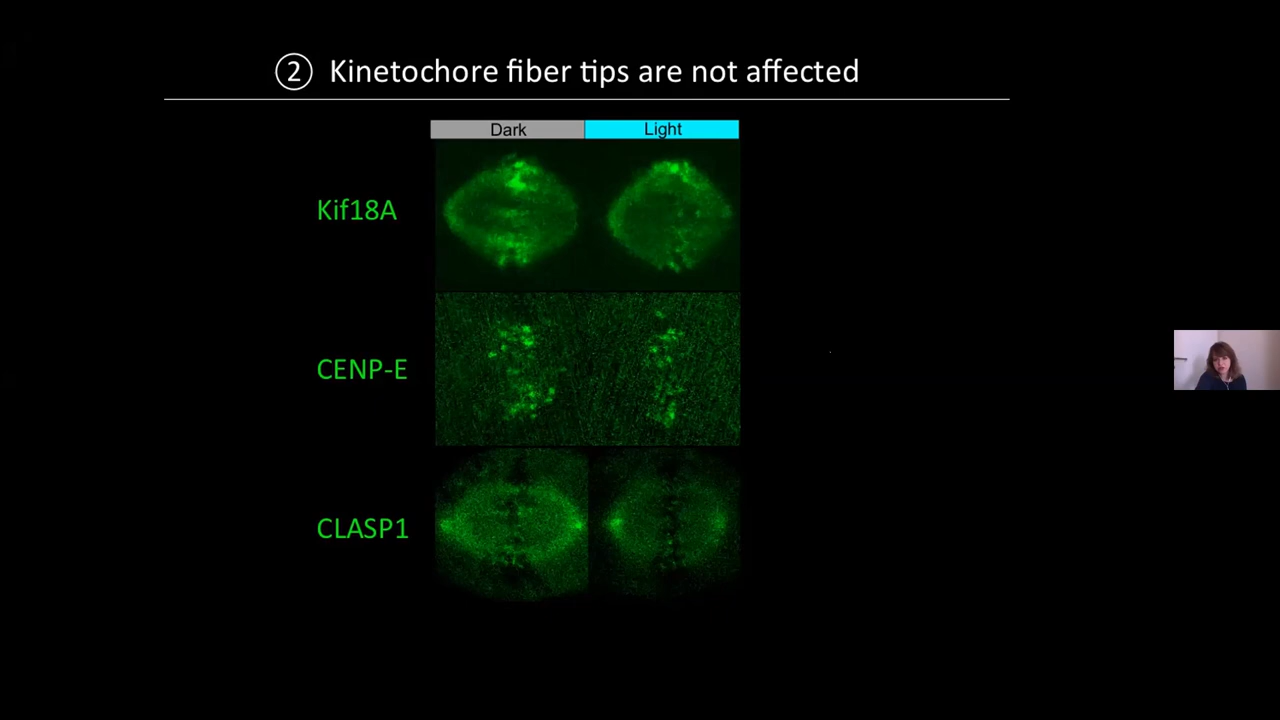 ② Kinetochore fiber tips are not affected
Dark Light
Kif18A
CENP-E
CLASP1